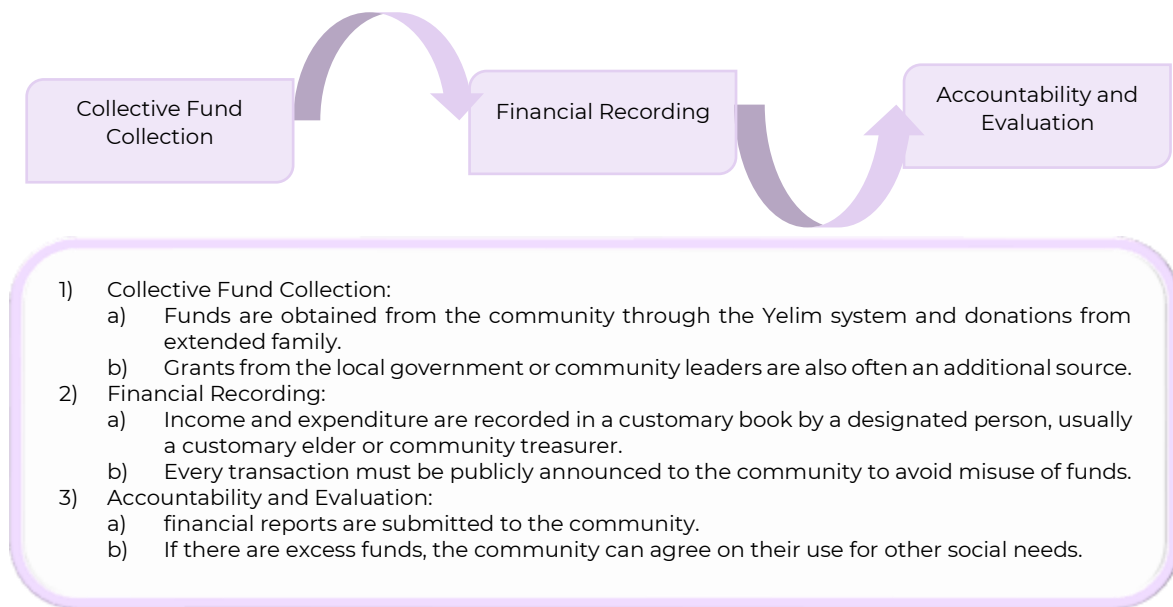 Collective Fund
Collection
Financial Recording
Accountability and
Evaluation
1) Collective Fund Collection:
a) Funds are obtained from the community through the Yelim system and donations from
extended family.
b) Grants from the local government or community leaders are also often an additional source.
2) Financial Recording:
a) Income and expenditure are recorded in a customary book by a designated person, usually
a customary elder or community treasurer.
b) Every transaction must be publicly announced to the community to avoid misuse of funds.
3) Accountability and Evaluation:
a) financial reports are submitted to the community.
b) If there are excess funds, the community can agree on their use for other social needs.